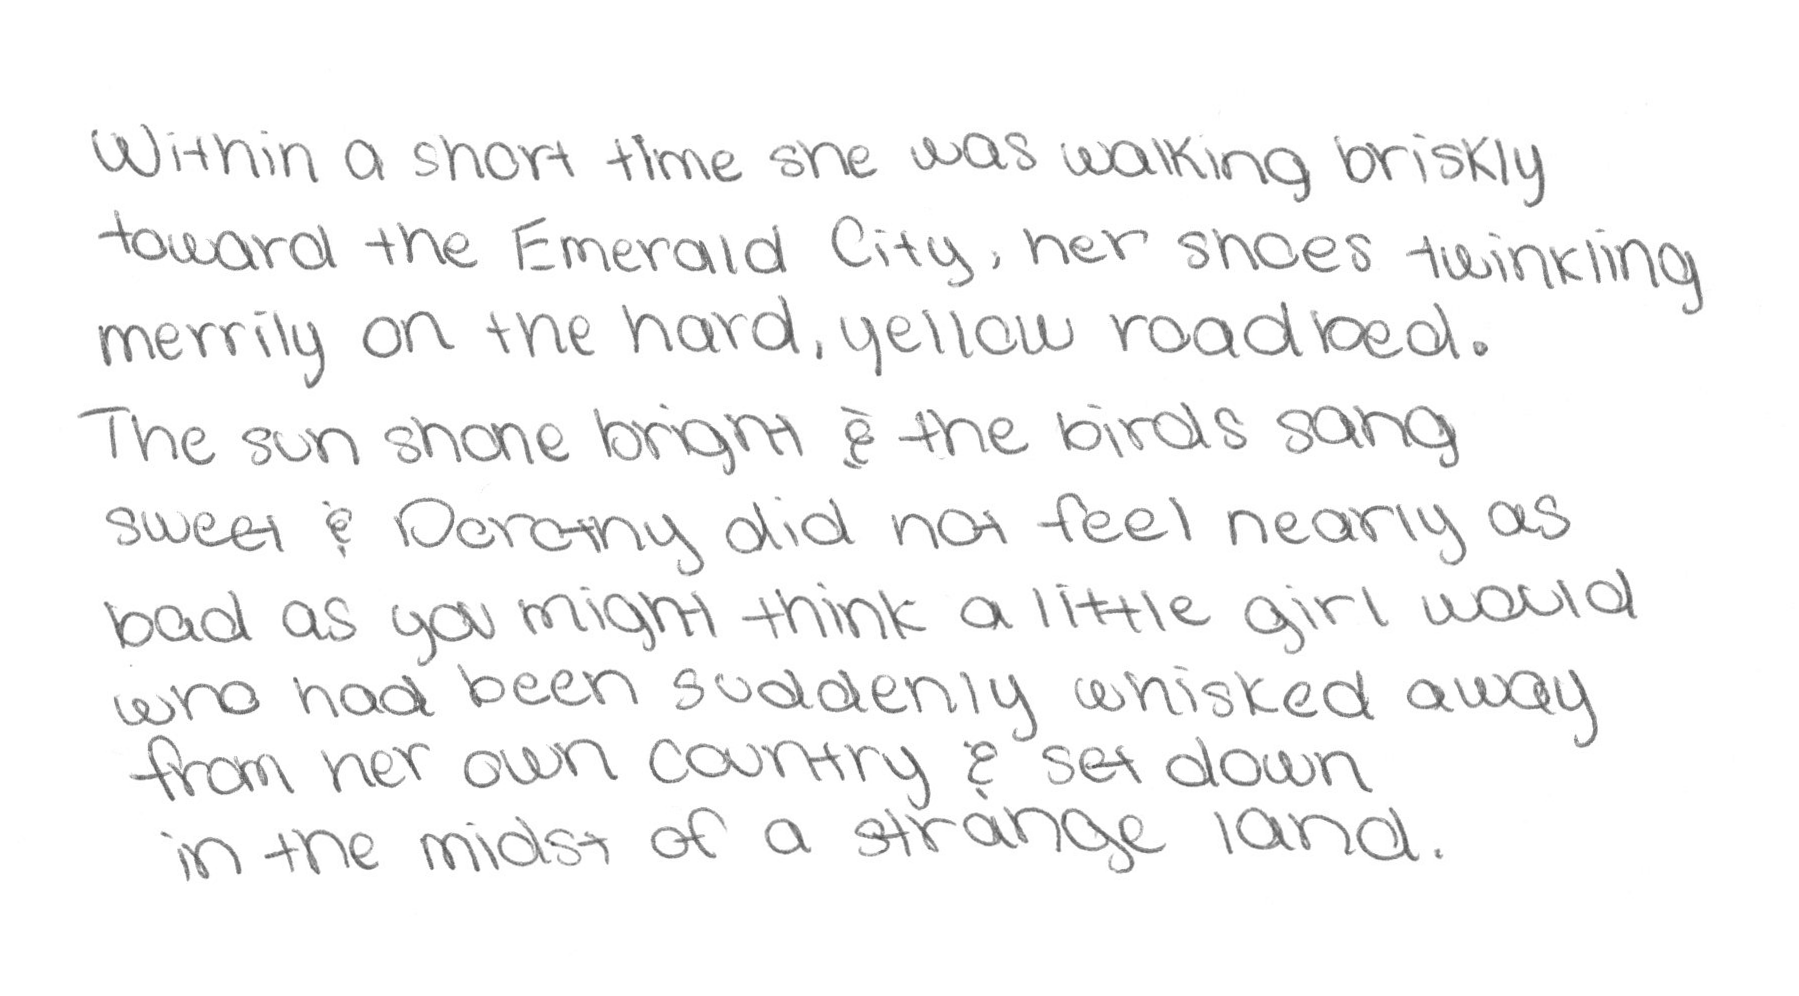 Within a short time she was walking briskly
toward the Emerald City, her shoes twinkling
merrily on the hard, yellow roadbed.
The sun shone bright & the birds sang
sweet & Dorothy did not feel nearly as
bad as you might think a little girl would
who had been suddenly whisked away
from her own country & set down
in the midst of a strange land.